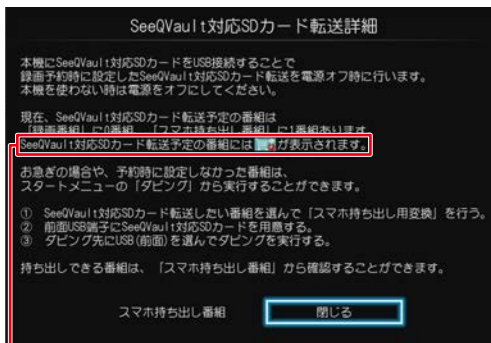 SeeQVault対応SDカード転送詳細
本機にSeeQVault対応SDカードをUSB接続することで
録画予約時に設定したSeeQVault対応SDカード転送を電源オフ時に行います。
本機を使わない時は電源をオフにしてください。
現在、SeeQVault対応SDカード転送予定の番組は
「録画番組」に0番組、「スマホ持ち出し番組」に1番組あります。
SeeQVault対応SDカード転送予定の番組には が表示されます。
お急ぎの場合や、予約時に設定しなかった番組は、
スタートメニューの「ダビング」から実行することができます。
① SeeQVault対応SDカード転送したい番組を選んで「スマホ持ち出し用変換」を行う。
② 前面USB端子にSeeQVault対応SDカードを用意する。
③ ダビング先にUSB(前面)を選んでダビングを実行する。
持ち出しできる番組は、「スマホ持ち出し番組」から確認することができます。
スマホ持ち出し番組 閉じる